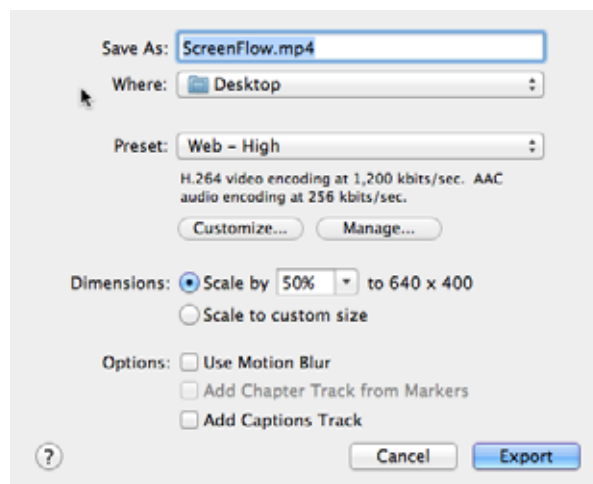 Save As: ScreenFlow.mp4
Where: Desktop
Preset: Web – High
H.264 video encoding at 1,200 kbits/sec.  AAC
audio encoding at 256 kbits/sec.
Customize... Manage...
Dimensions: Scale by 50% to 640 x 400
Scale to custom size
Options: Use Motion Blur
Add Chapter Track from Markers
Add Captions Track
? Cancel Export